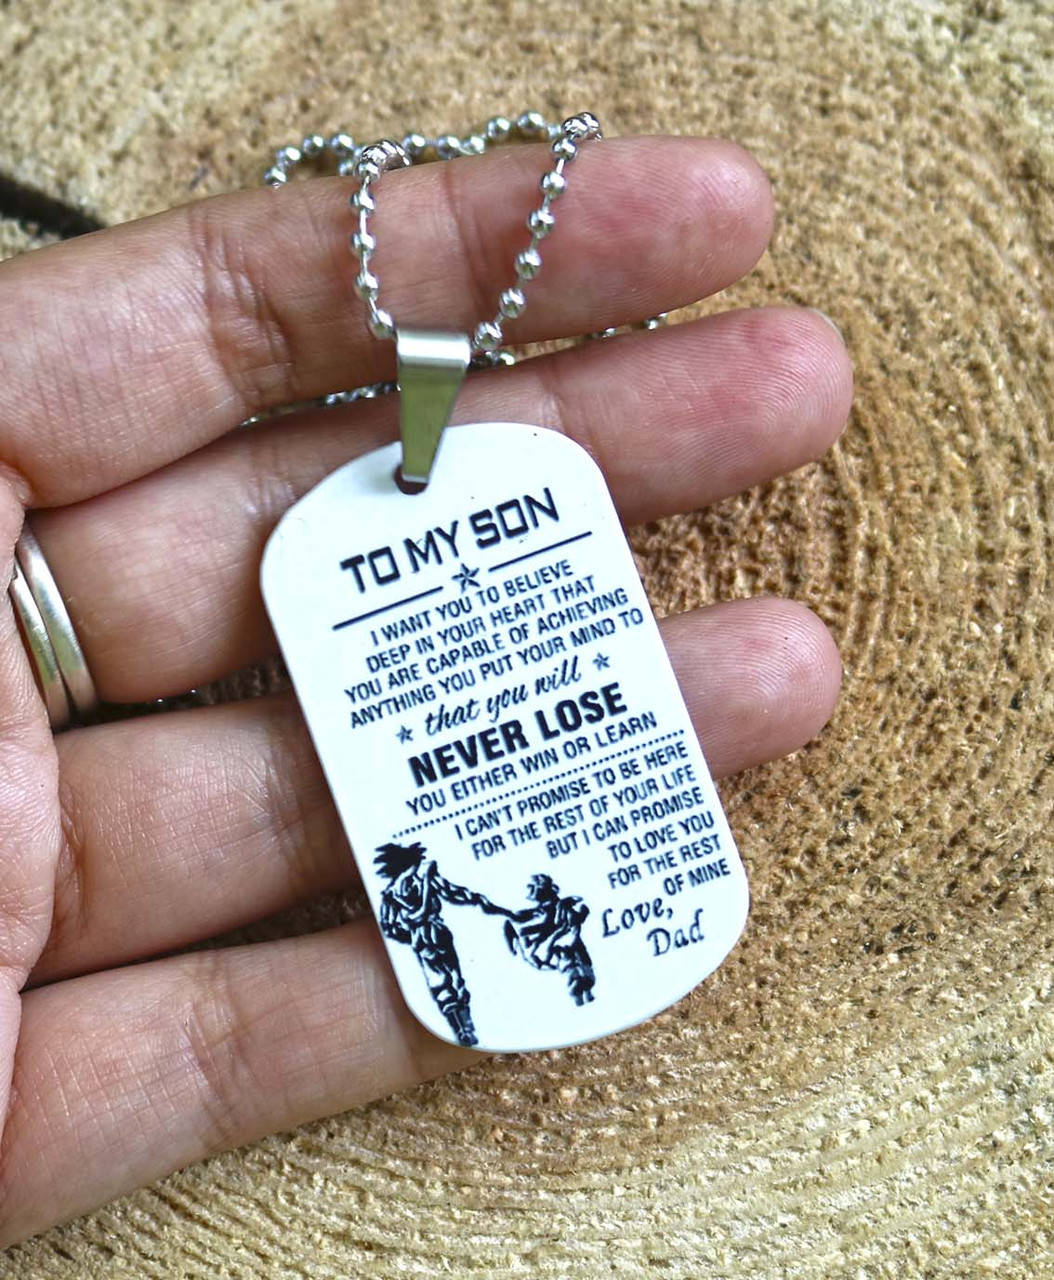 TO MY SON
I WANT YOU TO BELIEVE
DEEP IN YOUR HEART THAT
YOU ARE CAPABLE OF ACHIEVING
ANYTHING YOU PUT YOUR MIND TO
that you will
NEVER LOSE
YOU EITHER WIN OR LEARN
I CAN'T PROMISE TO BE HERE
FOR THE REST OF YOUR LIFE
BUT I CAN PROMISE
TO LOVE YOU
FOR THE REST
OF MINE
Love,
Dad